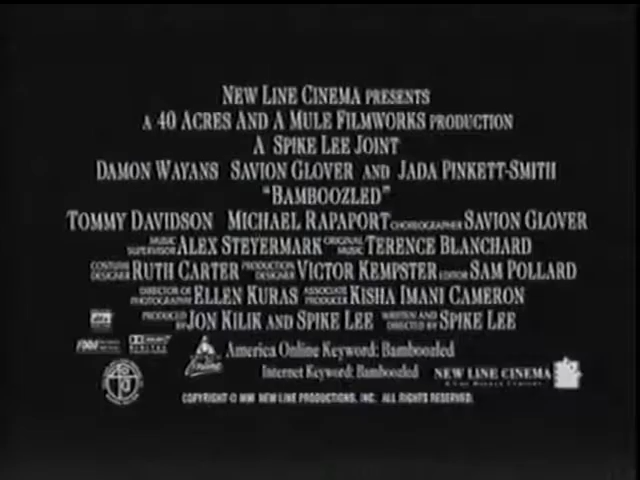 NEW LINE CINEMA PRESENTS
A 40 ACRES AND A MULE FILMWORKS PRODUCTION
A SPIKE LEE JOINT
DAMON WAYANS SAVION GLOVER AND JADA PINKETT-SMITH
"BAMBOOZLED"
TOMMY DAVIDSON MICHAEL RAPAPORT CHOREOGRAPHER SAVION GLOVER
MUSIC SUPERVISOR ALEX STEYERMARK ORIGINAL MUSIC TERENCE BLANCHARD
COSTUME DESIGNER RUTH CARTER PRODUCTION DESIGNER VICTOR KEMPSTER EDITOR SAM POLLARD
DIRECTOR OF PHOTOGRAPHY ELLEN KURAS ASSOCIATE PRODUCER KISHA IMANI CAMERON
PRODUCED BY JON KILIK AND SPIKE LEE WRITTEN AND DIRECTED BY SPIKE LEE
dts
DOLBY DIGITAL
America Online Keyword: Bamboozled
Internet Keyword: Bamboozled
NEW LINE CINEMA
COPYRIGHT © MM NEW LINE PRODUCTIONS, INC. ALL RIGHTS RESERVED.